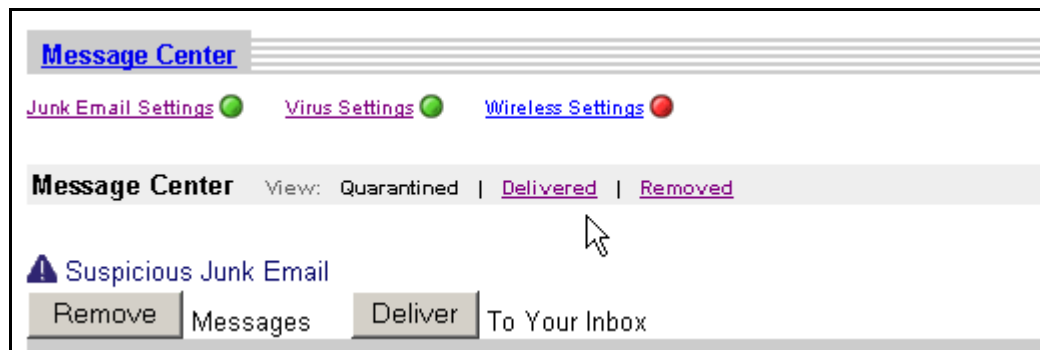 Message Center
Junk Email Settings Virus Settings Wireless Settings
Message Center View: Quarantined | Delivered | Removed
Suspicious Junk Email
Remove Messages Deliver To Your Inbox